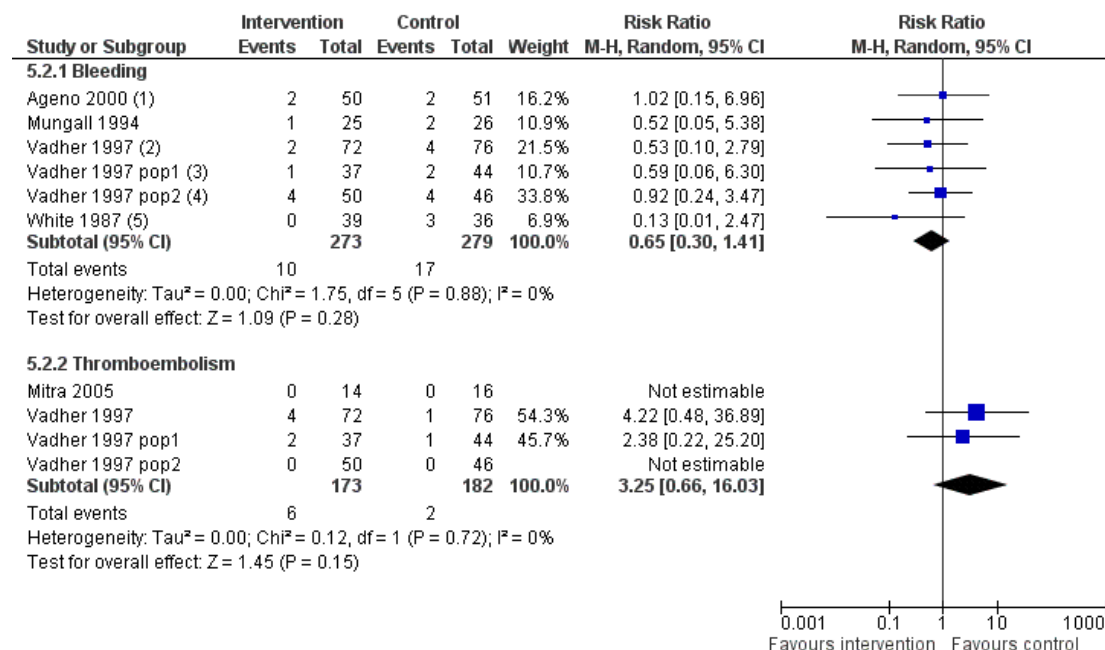 Intervention Control Risk Ratio Risk Ratio
Study or Subgroup Events Total Events Total Weight M-H, Random, 95% CI M-H, Random, 95% CI
5.2.1 Bleeding
Ageno 2000 (1) 2 50 2 51 16.2% 1.02 [0.15, 6.96]
Mungall 1994 1 25 2 26 10.9% 0.52 [0.05, 5.38]
Vadher 1997 (2) 2 72 4 76 21.5% 0.53 [0.10, 2.79]
Vadher 1997 pop1 (3) 1 37 2 44 10.7% 0.59 [0.06, 6.30]
Vadher 1997 pop2 (4) 4 50 4 46 33.8% 0.92 [0.24, 3.47]
White 1987 (5) 0 39 3 36 6.9% 0.13 [0.01, 2.47]
Subtotal (95% CI) 273 279 100.0% 0.65 [0.30, 1.41]
Total events 10 17
Heterogeneity: Tau² = 0.00; Chi² = 1.75, df = 5 (P = 0.88); I² = 0%
Test for overall effect: Z = 1.09 (P = 0.28)
5.2.2 Thromboembolism
Mitra 2005 0 14 0 16 Not estimable
Vadher 1997 4 72 1 76 54.3% 4.22 [0.48, 36.89]
Vadher 1997 pop1 2 37 1 44 45.7% 2.38 [0.22, 25.20]
Vadher 1997 pop2 0 50 0 46 Not estimable
Subtotal (95% CI) 173 182 100.0% 3.25 [0.66, 16.03]
Total events 6 2
Heterogeneity: Tau² = 0.00; Chi² = 0.12, df = 1 (P = 0.72); I² = 0%
Test for overall effect: Z = 1.45 (P = 0.15)
0.001 0.1 1 10 1000
Favours intervention Favours control